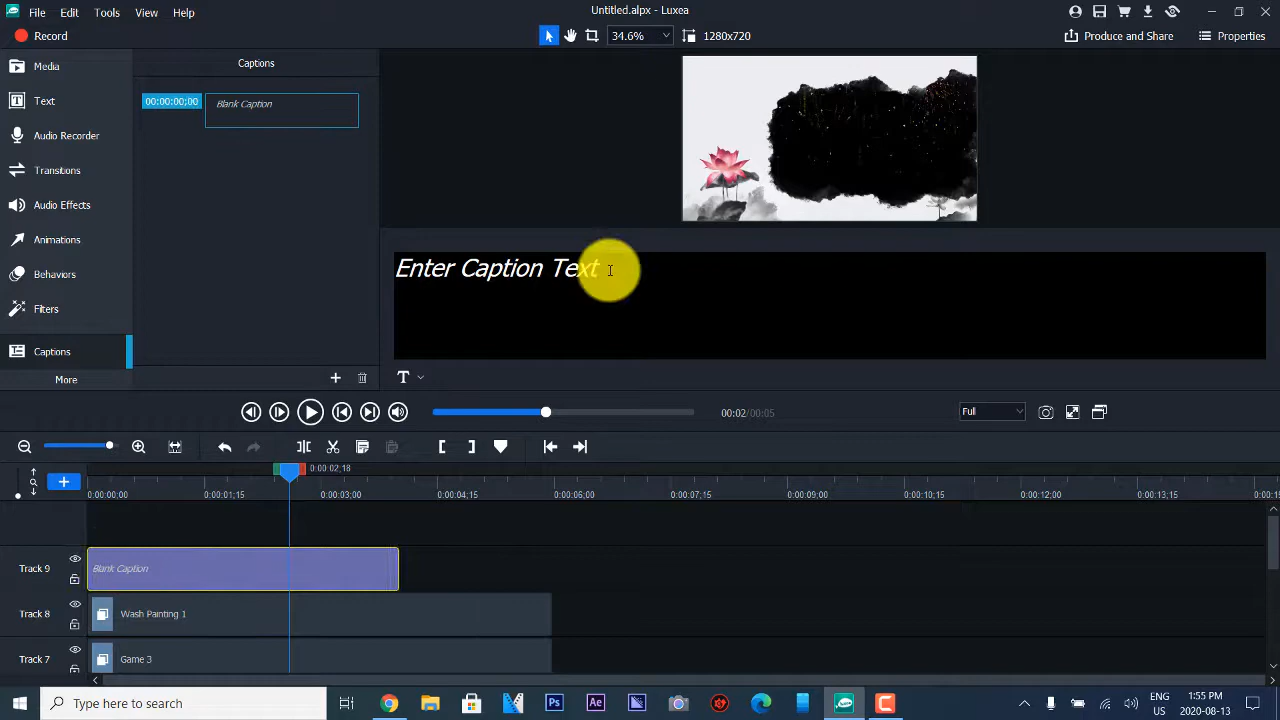 Untitled.alpx - Luxea
File Edit Tools View Help
Record
34.6%
1280x720
Produce and Share
Properties
Media
Text
Audio Recorder
Transitions
Audio Effects
Animations
Behaviors
Filters
Captions
More
Captions
00:00:00;00
Blank Caption
Enter Caption Text
T
00:02/00:05
Full
0:00:02,18
0:00:00;00 0:00:01;15 0:00:03;00 0:00:04;15 0:00:06;00 0:00:07;15 0:00:09;00 0:00:10;15 0:00:12;00 0:00:13;15 0:00:15
Track 9
Blank Caption
Track 8
Wash Painting 1
Track 7
Game 3
Type here to search
Ps
Ae
ENG
US
1:55 PM
2020-08-13